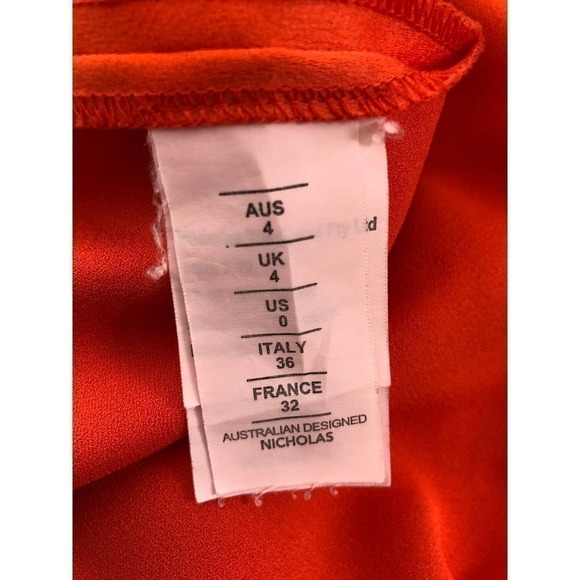 AUS
4
Pty Ltd
UK
4
US
0
ITALY
36
FRANCE
32
AUSTRALIAN DESIGNED
NICHOLAS